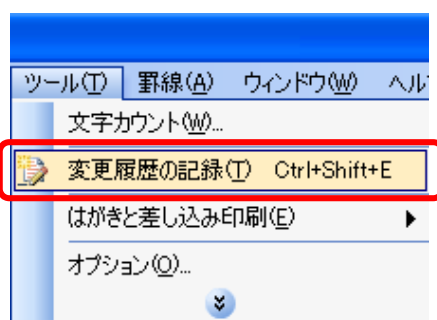 ツール(T) 罫線(A) ウィンドウ(W) ヘル
文字カウント(W)...
変更履歴の記録(T) Ctrl+Shift+E
はがきと差し込み印刷(E)
オプション(O)...